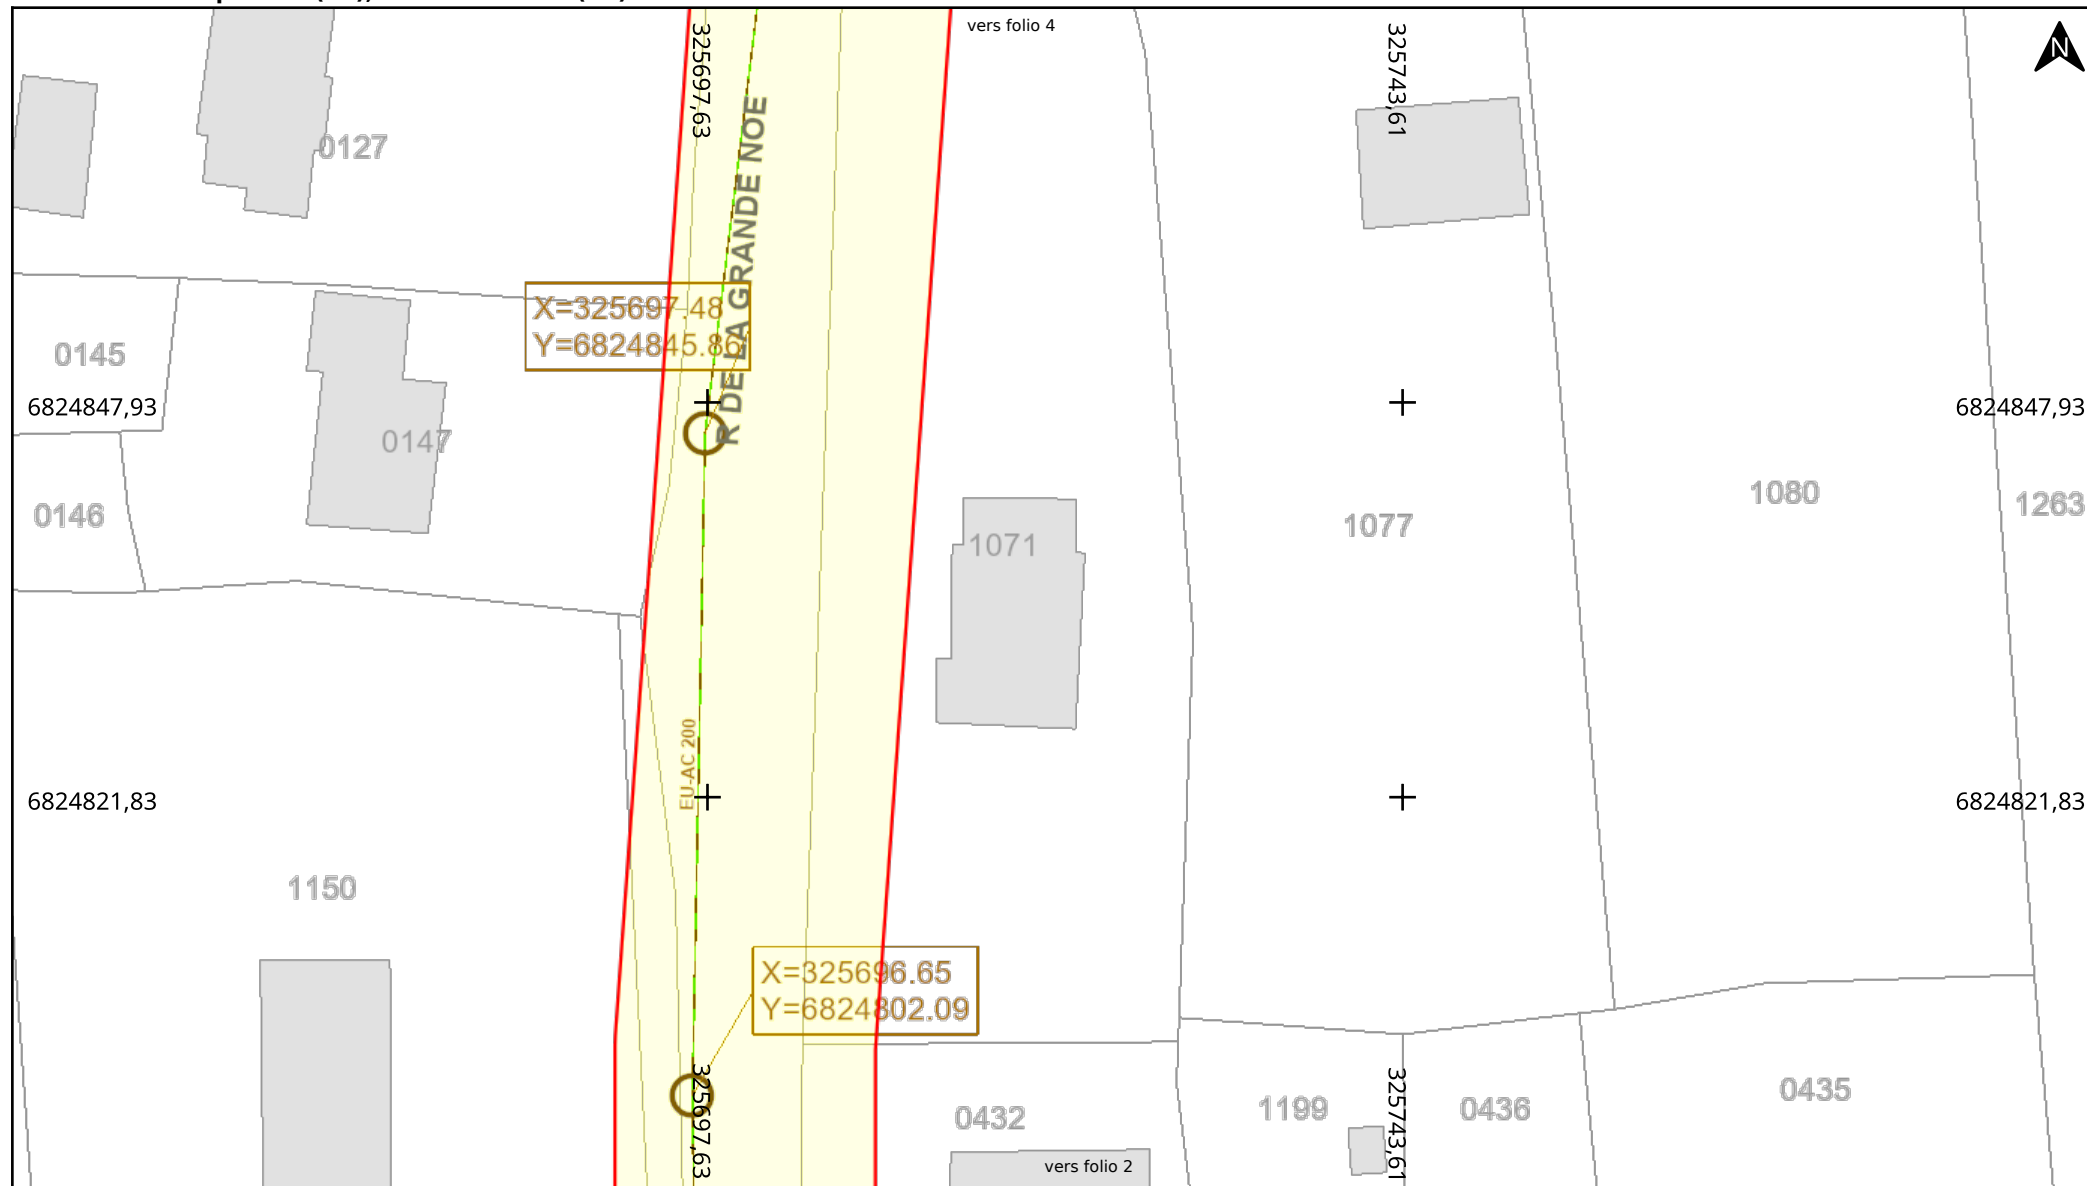 vers folio 4
325697,63
325743,61
N
0127
R DE LA GRANDE NOE
X=325697.48
Y=6824845.86
0145
6824847,93
6824847,93
0147
0146
1071
1077
1080
1263
EU-AC 200
6824821,83
6824821,83
1150
X=325696.65
Y=6824802.09
325697,63
325743,61
0432
1199
0436
0435
vers folio 2